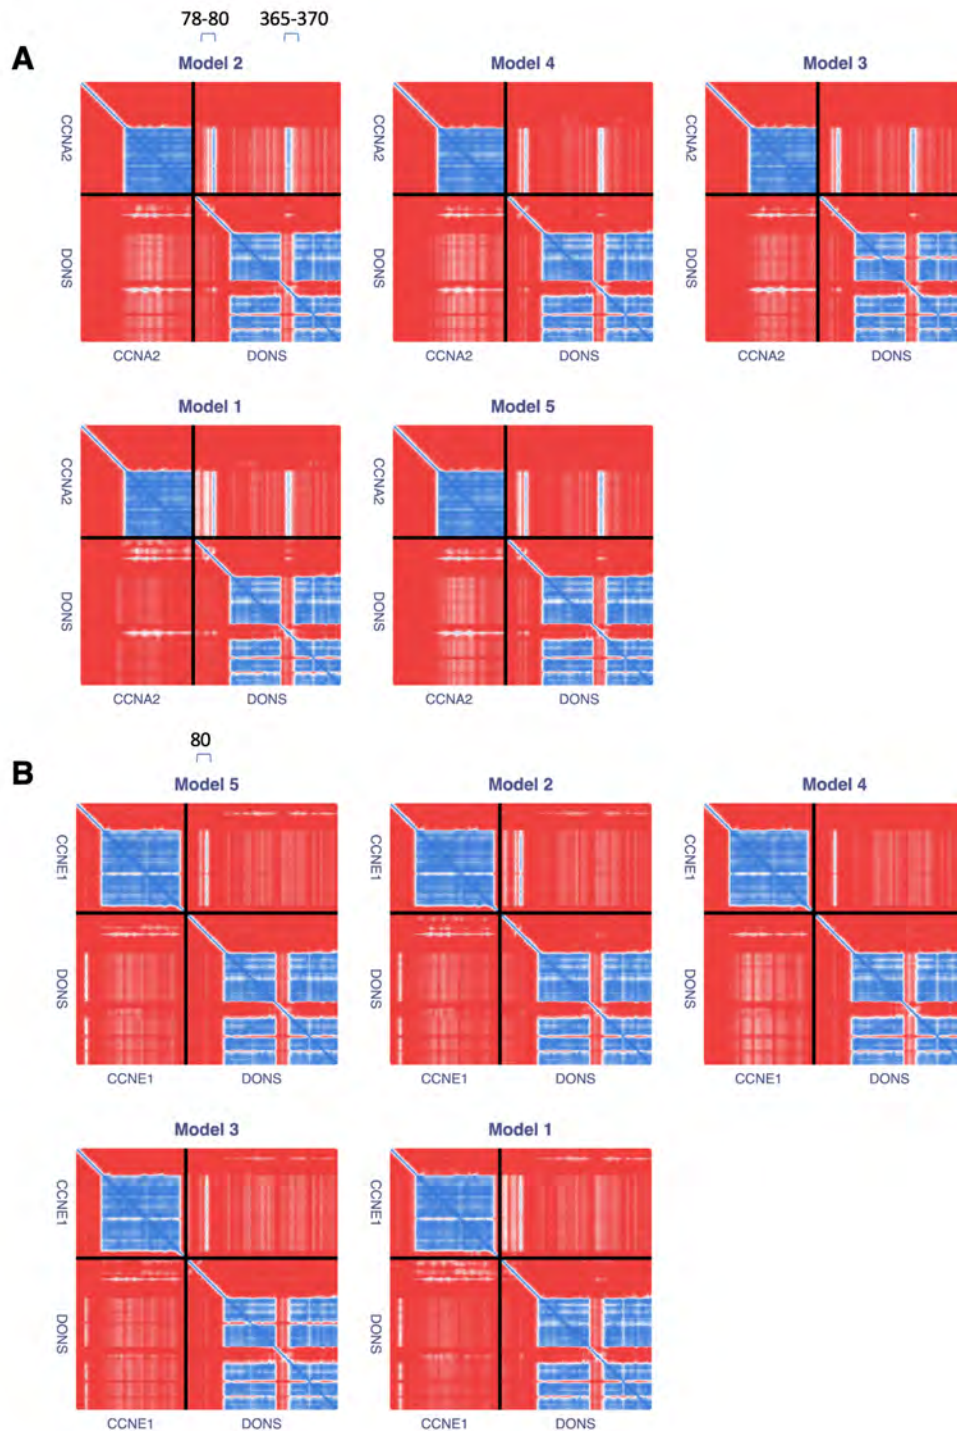 78-80 365-370
A
Model 2 Model 4 Model 3
CCNA2 CCNA2 CCNA2
DONS DONS DONS
CCNA2 DONS CCNA2 DONS CCNA2 DONS
Model 1 Model 5
CCNA2 CCNA2
DONS DONS
CCNA2 DONS CCNA2 DONS
80
B
Model 5 Model 2 Model 4
CCNE1 CCNE1 CCNE1
DONS DONS DONS
CCNE1 DONS CCNE1 DONS CCNE1 DONS
Model 3 Model 1
CCNE1 CCNE1
DONS DONS
CCNE1 DONS CCNE1 DONS